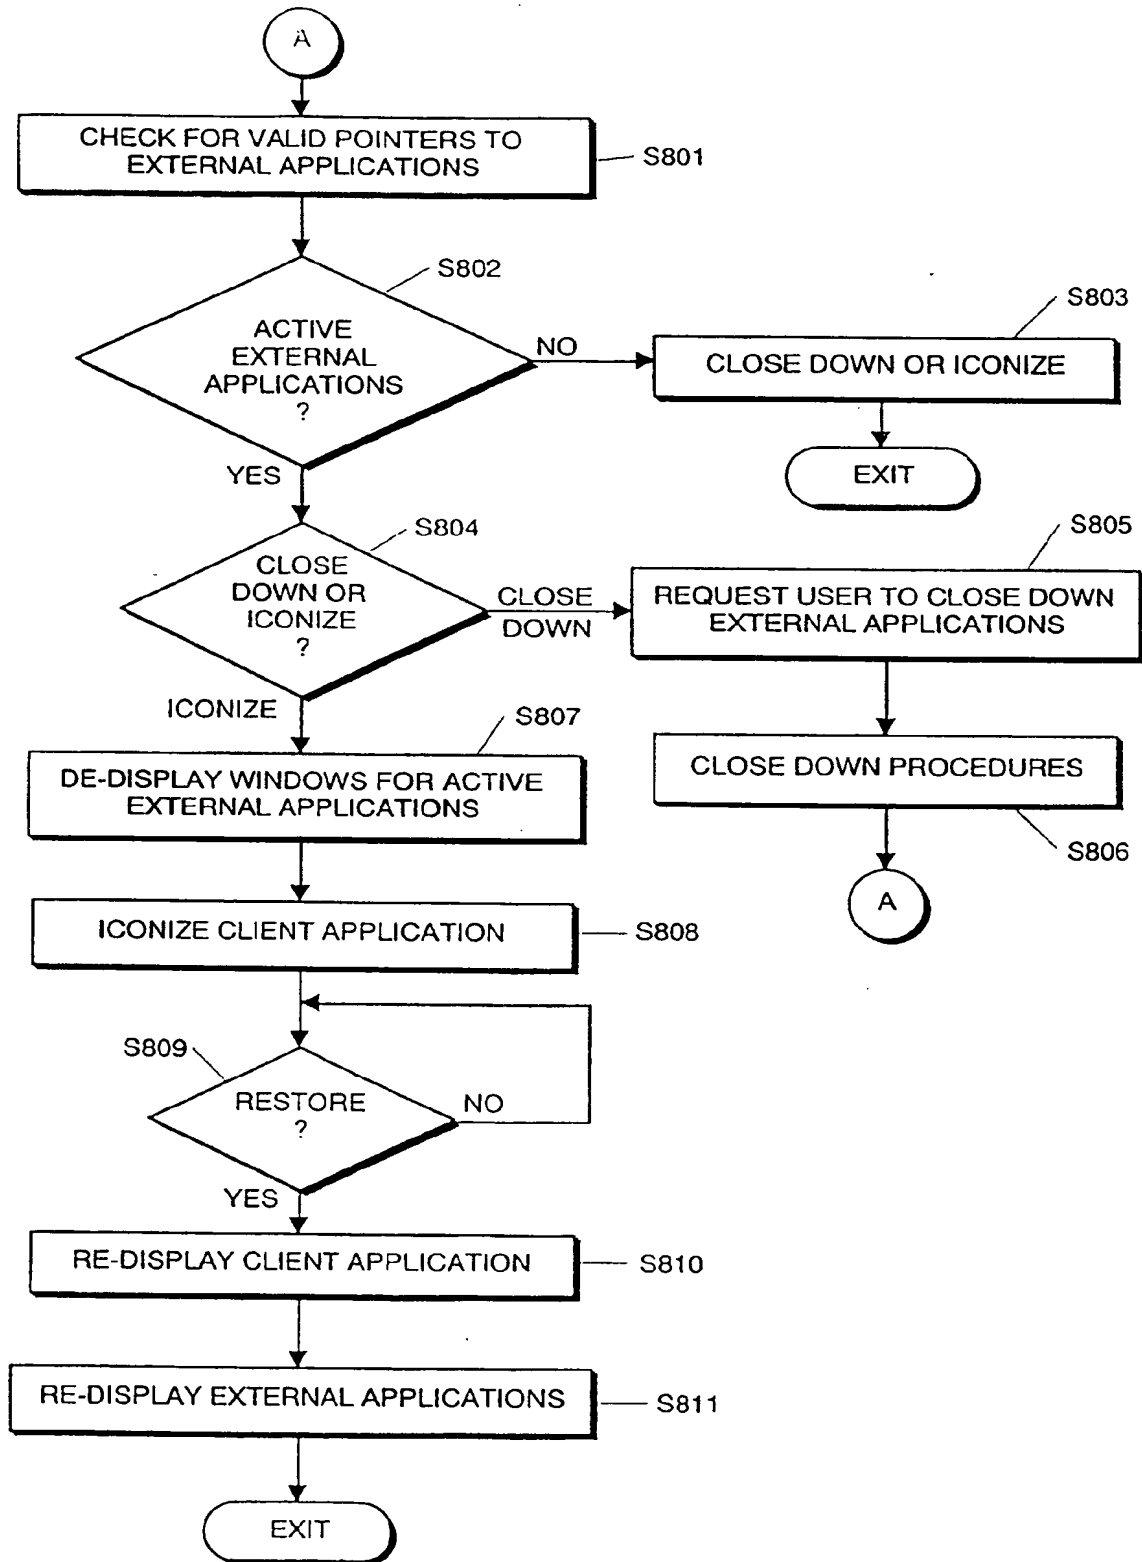 A
CHECK FOR VALID POINTERS TO
EXTERNAL APPLICATIONS
S801
S802
ACTIVE
EXTERNAL
APPLICATIONS
?
NO
YES
S803
CLOSE DOWN OR ICONIZE
EXIT
S804
CLOSE
DOWN OR
ICONIZE
?
CLOSE
DOWN
ICONIZE
S805
REQUEST USER TO CLOSE DOWN
EXTERNAL APPLICATIONS
CLOSE DOWN PROCEDURES
S806
A
S807
DE-DISPLAY WINDOWS FOR ACTIVE
EXTERNAL APPLICATIONS
ICONIZE CLIENT APPLICATION
S808
S809
RESTORE
?
NO
YES
RE-DISPLAY CLIENT APPLICATION
S810
RE-DISPLAY EXTERNAL APPLICATIONS
S811
EXIT